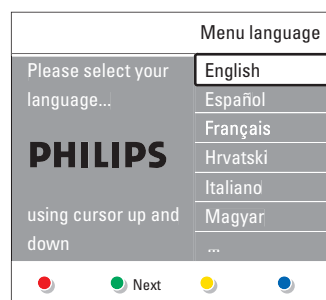 Menu language
Please select your
language...
PHILIPS
using cursor up and
down
English
Español
Français
Hrvatski
Italiano
Magyar
...
Next